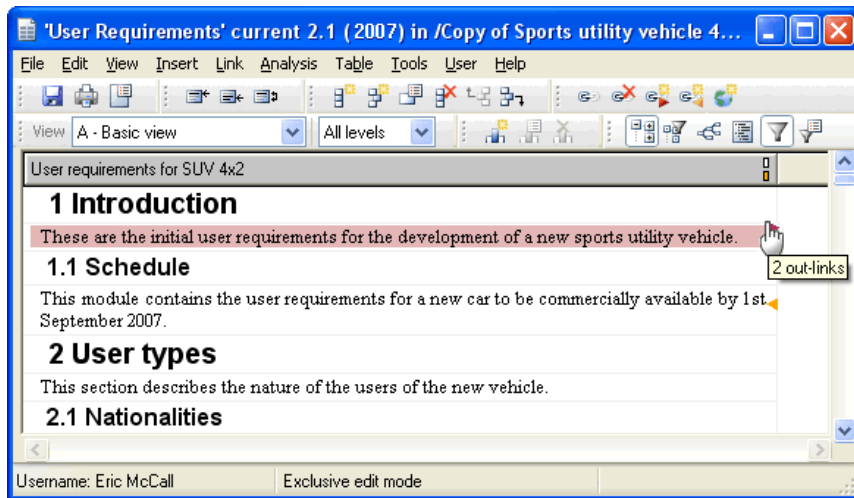 'User Requirements' current 2.1 (2007) in /Copy of Sports utility vehicle 4...
File Edit View Insert Link Analysis Table Tools User Help
View A - Basic view All levels
User requirements for SUV 4x2
1 Introduction
These are the initial user requirements for the development of a new sports utility vehicle.
2 out-links
1.1 Schedule
This module contains the user requirements for a new car to be commercially available by 1st
September 2007.
2 User types
This section describes the nature of the users of the new vehicle.
2.1 Nationalities
Username: Eric McCall Exclusive edit mode